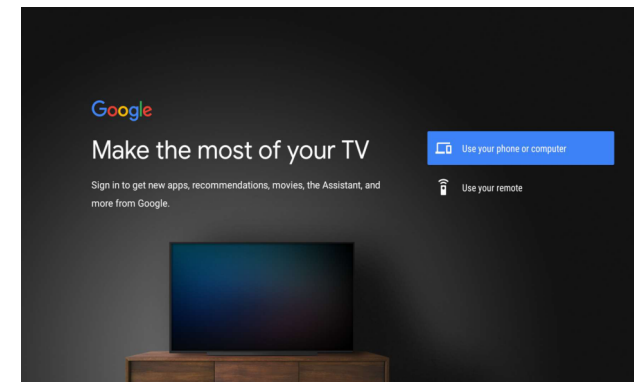 Google
Make the most of your TV
Sign in to get new apps, recommendations, movies, the Assistant, and
more from Google.
Use your phone or computer
Use your remote